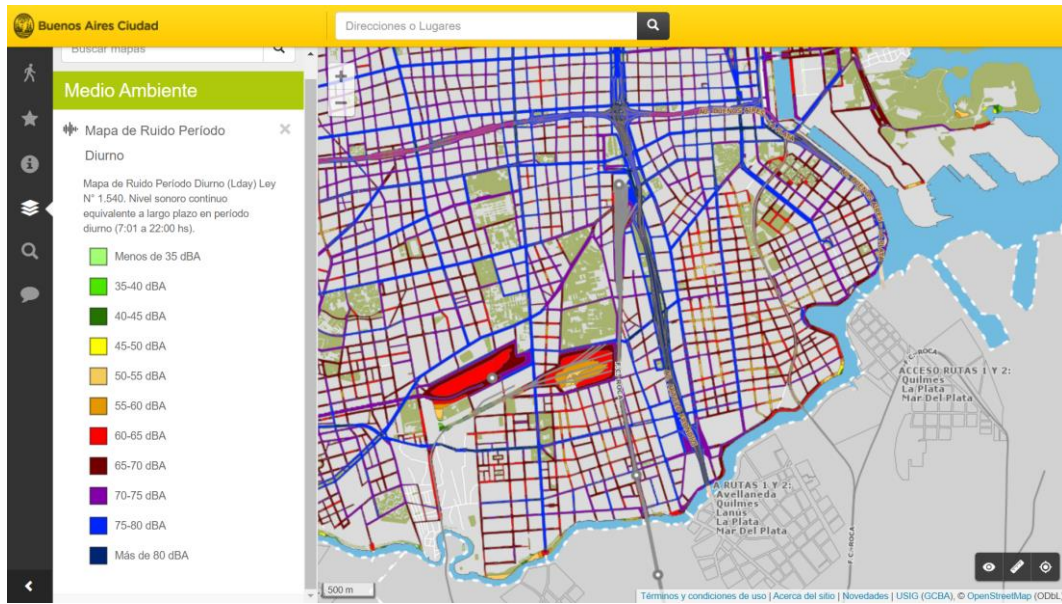 Buenos Aires Ciudad
Direcciones o Lugares
Buscar mapas
Medio Ambiente
Mapa de Ruido Período
Diurno
Mapa de Ruido Período Diurno (Lday) Ley
N° 1.540. Nivel sonoro continuo
equivalente a largo plazo en período
diurno (7:01 a 22:00 hs).
Menos de 35 dBA
35-40 dBA
40-45 dBA
45-50 dBA
50-55 dBA
55-60 dBA
60-65 dBA
65-70 dBA
70-75 dBA
75-80 dBA
Más de 80 dBA
+
−
F.C. ROCA
ACCESO RUTAS 1 Y 2:
Quilmes
La Plata
Mar Del Plata
A RUTAS 1 Y 2:
Avellaneda
Quilmes
Lanús
La Plata
Mar Del Plata
500 m
Términos y condiciones de uso | Acerca del sitio | Novedades | USIG (GCBA), © OpenStreetMap (ODbL